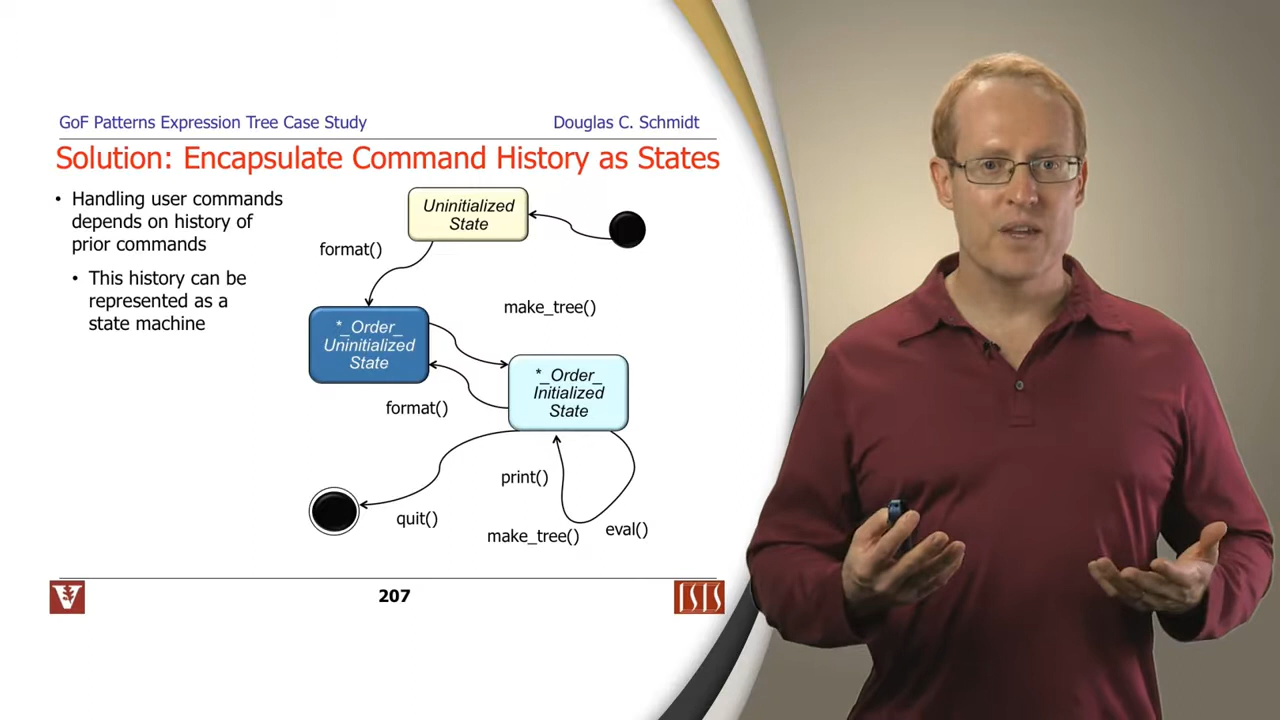 GoF Patterns Expression Tree Case Study
Douglas C. Schmidt
Solution: Encapsulate Command History as States
• Handling user commands
depends on history of
prior commands
• This history can be
represented as a
state machine
Uninitialized
State
format()
make_tree()
*_Order_
Uninitialized
State
*_Order_
Initialized
State
format()
print()
quit()
make_tree()
eval()
V
207
ISIS